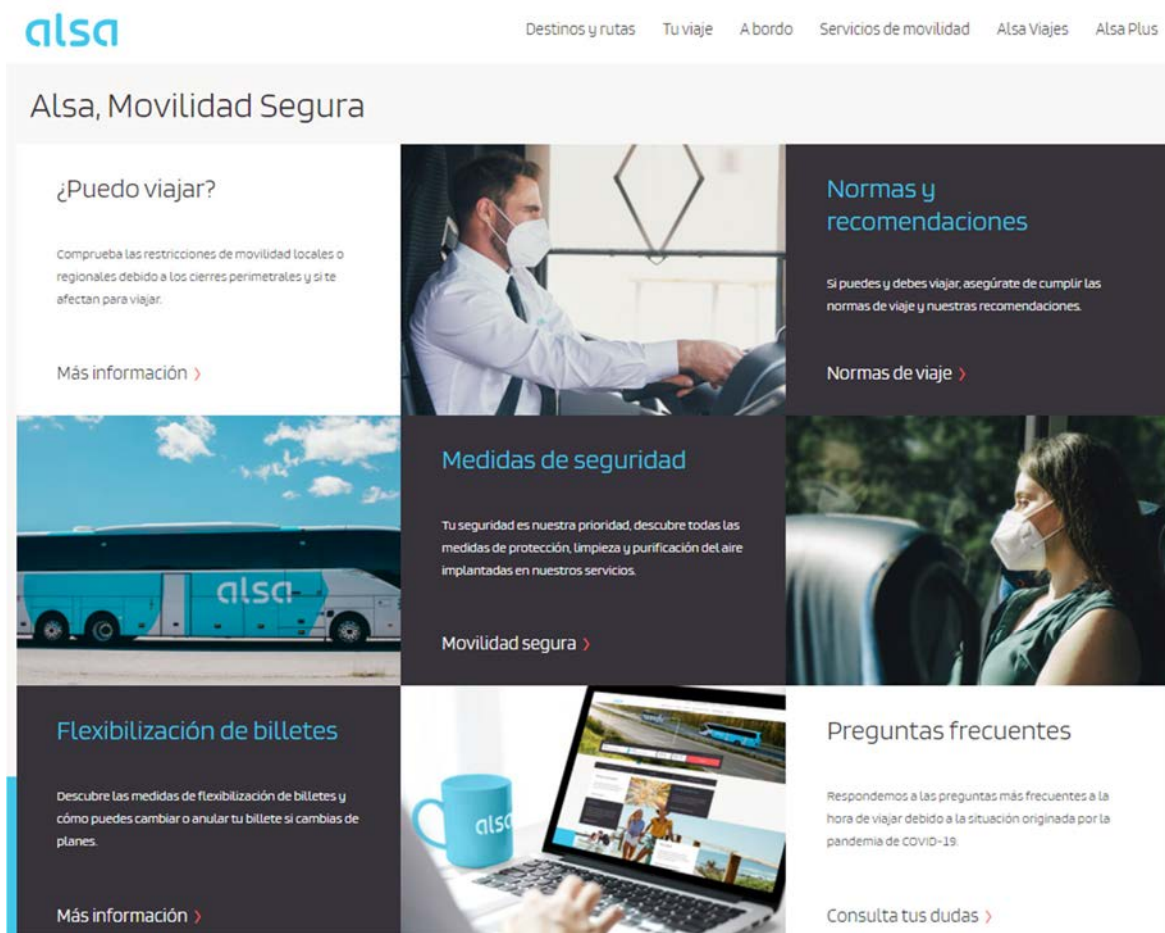 alsa
Destinos y rutas Tu viaje A bordo Servicios de movilidad Alsa Viajes Alsa Plus
Alsa, Movilidad Segura
¿Puedo viajar?
Comprueba las restricciones de movilidad locales o
regionales debido a los cierres perimetrales y si te
afectan para viajar.
Más información >
Normas y
recomendaciones
Si puedes y debes viajar, asegúrate de cumplir las
normas de viaje y nuestras recomendaciones.
Normas de viaje >
alsa
Medidas de seguridad
Tu seguridad es nuestra prioridad, descubre todas las
medidas de protección, limpieza y purificación del aire
implantadas en nuestros servicios.
Movilidad segura >
Flexibilización de billetes
Descubre las medidas de flexibilización de billetes y
cómo puedes cambiar o anular tu billete si cambias de
planes.
Más información >
alsa
Preguntas frecuentes
Respondemos a las preguntas más frecuentes a la
hora de viajar debido a la situación originada por la
pandemia de COVID-19.
Consulta tus dudas >